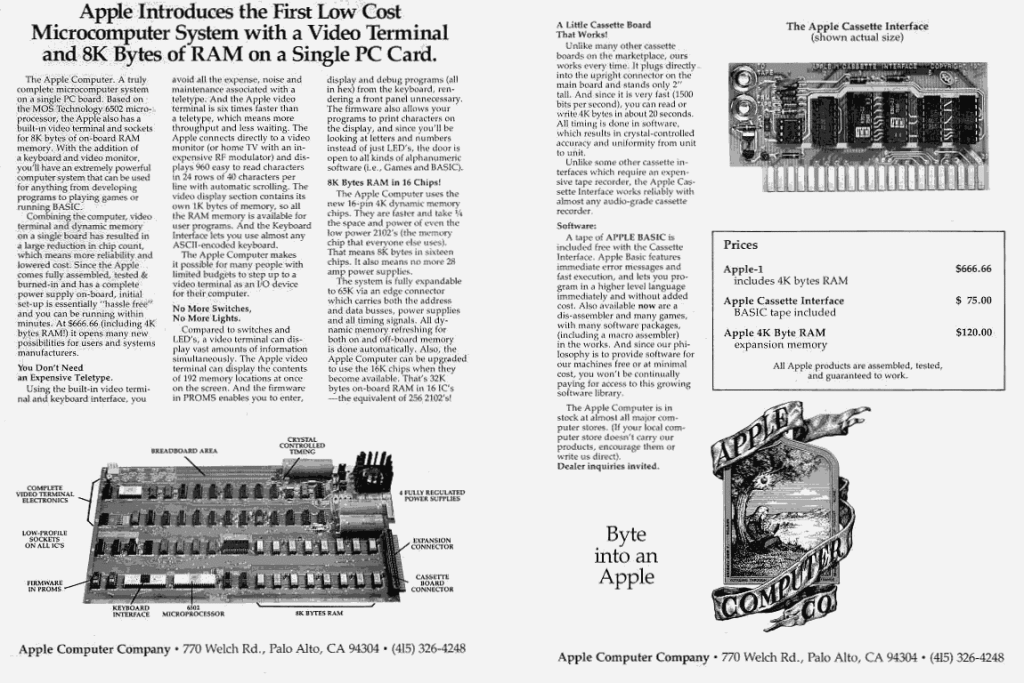 Apple Introduces the First Low Cost
Microcomputer System with a Video Terminal
and 8K Bytes of RAM on a Single PC Card.
The Apple Computer. A truly
complete microcomputer system
on a single PC board. Based on
the MOS Technology 6502 micro-
processor, the Apple also has a
built-in video terminal and sockets
for 8K bytes of on-board RAM
memory. With the addition of
a keyboard and video monitor,
you'll have an extremely powerful
computer system that can be used
for anything from developing
programs to playing games or
running BASIC.
Combining the computer, video
terminal and dynamic memory
on a single board has resulted in
a large reduction in chip count,
which means more reliability and
lowered cost. Since the Apple
comes fully assembled, tested &
burned-in and has a complete
power supply on-board, initial
set-up is essentially "hassle free"
and you can be running within
minutes. At $666.66 (including 4K
bytes RAM!) it opens many new
possibilities for users and systems
manufacturers.
You Don't Need
an Expensive Teletype.
Using the built-in video termi-
nal and keyboard interface, you
avoid all the expense, noise and
maintenance associated with a
teletype. And the Apple video
terminal is six times faster than
a teletype, which means more
throughput and less waiting. The
Apple connects directly to a video
monitor (or home TV with an in-
expensive RF modulator) and dis-
plays 960 easy to read characters
in 24 rows of 40 characters per
line with automatic scrolling. The
video display section contains its
own 1K bytes of memory, so all
the RAM memory is available for
user programs. And the Keyboard
Interface lets you use almost any
ASCII-encoded keyboard.
The Apple Computer makes
it possible for many people with
limited budgets to step up to a
video terminal as an I/O device
for their computer.
No More Switches,
No More Lights.
Compared to switches and
LED's, a video terminal can dis-
play vast amounts of information
simultaneously. The Apple video
terminal can display the contents
of 192 memory locations at once
on the screen. And the firmware
in PROMS enables you to enter,
display and debug programs (all
in hex) from the keyboard, ren-
dering a front panel unnecessary.
The firmware also allows your
programs to print characters on
the display, and since you'll be
looking at letters and numbers
instead of just LED's, the door is
open to all kinds of alphanumeric
software (i.e., Games and BASIC).
8K Bytes RAM in 16 Chips!
The Apple Computer uses the
new 16-pin 4K dynamic memory
chips. They are faster and take ¼
the space and power of even the
low power 2102's (the memory
chip that everyone else uses).
That means 8K bytes in sixteen
chips. It also means no more 28
amp power supplies.
The system is fully expandable
to 65K via an edge connector
which carries both the address
and data busses, power supplies
and all timing signals. All dy-
namic memory refreshing for
both on and off-board memory
is done automatically. Also, the
Apple Computer can be upgraded
to use the 16K chips when they
become available. That's 32K
bytes on-board RAM in 16 IC's
—the equivalent of 256 2102's!
BREADBOARD AREA
CRYSTAL
CONTROLLED
TIMING
COMPLETE
VIDEO TERMINAL
ELECTRONICS
4 FULLY REGULATED
POWER SUPPLIES
LOW-PROFILE
SOCKETS
ON ALL IC'S
EXPANSION
CONNECTOR
FIRMWARE
IN PROMS
CASSETTE
BOARD
CONNECTOR
KEYBOARD
INTERFACE
6502
MICROPROCESSOR
8K BYTES RAM
Apple Computer Company • 770 Welch Rd., Palo Alto, CA 94304 • (415) 326-4248
A Little Cassette Board
That Works!
Unlike many other cassette
boards on the marketplace, ours
works every time. It plugs directly
into the upright connector on the
main board and stands only 2"
tall. And since it is very fast (1500
bits per second), you can read or
write 4K bytes in about 20 seconds.
All timing is done in software,
which results in crystal-controlled
accuracy and uniformity from unit
to unit.
Unlike some other cassette in-
terfaces which require an expen-
sive tape recorder, the Apple Cas-
sette Interface works reliably with
almost any audio-grade cassette
recorder.
Software:
A tape of APPLE BASIC is
included free with the Cassette
Interface. Apple Basic features
immediate error messages and
fast execution, and lets you pro-
gram in a higher level language
immediately and without added
cost. Also available now are a
dis-assembler and many games,
with many software packages,
(including a macro assembler)
in the works. And since our phi-
losophy is to provide software for
our machines free or at minimal
cost, you won't be continually
paying for access to this growing
software library.
The Apple Computer is in
stock at almost all major com-
puter stores. (If your local com-
puter store doesn't carry our
products, encourage them or
write us direct).
Dealer inquiries invited.
The Apple Cassette Interface
(shown actual size)
Prices
Apple-1 $666.66
includes 4K bytes RAM
Apple Cassette Interface $ 75.00
BASIC tape included
Apple 4K Byte RAM $120.00
expansion memory
All Apple products are assembled, tested,
and guaranteed to work.
Byte
into an
Apple
APPLE
COMPUTER
CO.
Apple Computer Company • 770 Welch Rd., Palo Alto, CA 94304 • (415) 326-4248